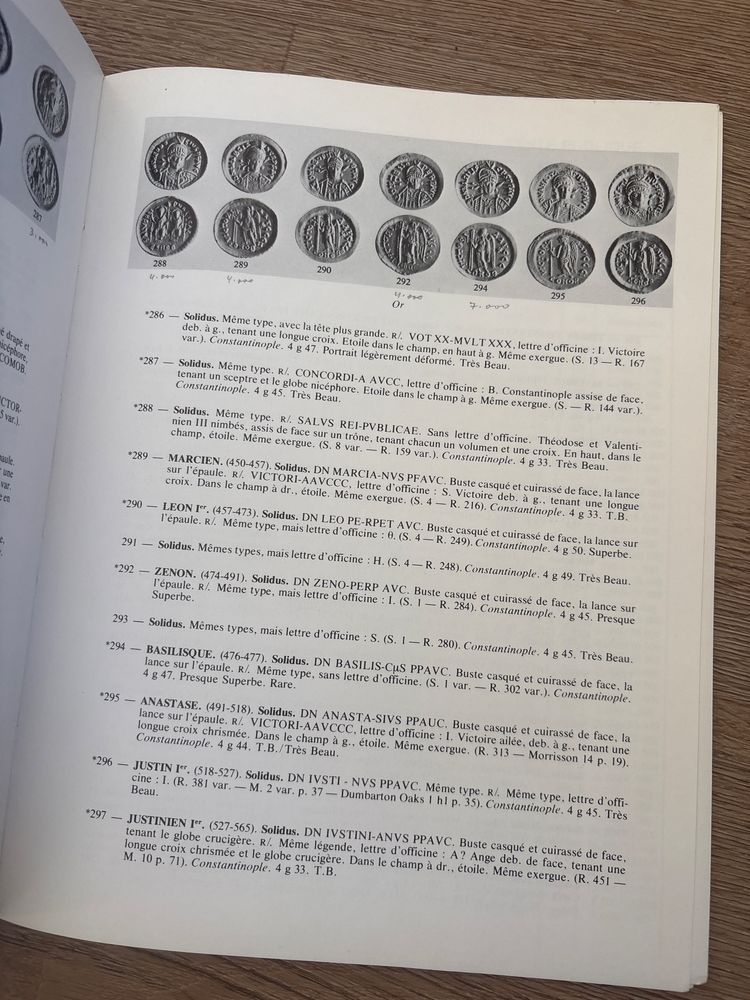 287
3.000
é drapé et
nicéphore,
COMOB.
ICTOR-
5 var.).
paule.
r une
var.
e en
288
289
290
292
294
295
296
4.000
4.000
4.000
7.000
Or
*286 — Solidus. Même type, avec la tête plus grande. R/. VOT XX-MVLT XXX, lettre d'officine : I. Victoire
deb. à g., tenant une longue croix. Etoile dans le champ, en haut à g. Même exergue. (S. 13 — R. 167
var.). Constantinople. 4 g 47. Portrait légèrement déformé. Très Beau.
*287 — Solidus. Même type. R/. CONCORDI-A AVCC, lettre d'officine : B. Constantinople assise de face,
tenant un sceptre et le globe nicéphore. Etoile dans le champ à g. Même exergue. (S. — R. 144 var.).
Constantinople. 4 g 45. Très Beau.
*288 — Solidus. Même type. R/. SALVS REI-PVBLICAE. Sans lettre d'officine. Théodose et Valenti-
nien III nimbés, assis de face sur un trône, tenant chacun un volumen et une croix. En haut, dans le
champ, étoile. Même exergue. (S. 8 var. — R. 159 var.). Constantinople. 4 g 33. Très Beau.
*289 — MARCIEN. (450-457). Solidus. DN MARCIA-NVS PFAVC. Buste casqué et cuirassé de face, la lance
sur l'épaule. R/. VICTORI-AAVCCC, lettre d'officine : S. Victoire deb. à g., tenant une longue
croix. Dans le champ à dr., étoile. Même exergue. (S. 4 — R. 216). Constantinople. 4 g 33. T.B.
*290 — LEON Ier. (457-473). Solidus. DN LEO PE-RPET AVC. Buste casqué et cuirassé de face, la lance sur
l'épaule. R/. Même type, mais lettre d'officine : θ. (S. 4 — R. 249). Constantinople. 4 g 50. Superbe.
291 — Solidus. Mêmes types, mais lettre d'officine : H. (S. 4 — R. 248). Constantinople. 4 g 49. Très Beau.
*292 — ZENON. (474-491). Solidus. DN ZENO-PERP AVC. Buste casqué et cuirassé de face, la lance sur
l'épaule. R/. Même type, mais lettre d'officine : I. (S. 1 — R. 284). Constantinople. 4 g 45. Presque
Superbe.
293 — Solidus. Mêmes types, mais lettre d'officine : S. (S. 1 — R. 280). Constantinople. 4 g 45. Très Beau.
*294 — BASILISQUE. (476-477). Solidus. DN BASILIS-CµS PPAVC. Buste casqué et cuirassé de face, la
lance sur l'épaule. R/. Même type, sans lettre d'officine. (S. 1 var. — R. 302 var.). Constantinople.
4 g 47. Presque Superbe. Rare.
*295 — ANASTASE. (491-518). Solidus. DN ANASTA-SIVS PPAUC. Buste casqué et cuirassé de face, la
lance sur l'épaule. R/. VICTORI-AAVCCC, lettre d'officine : I. Victoire ailée, deb. à g., tenant une
longue croix chrismée. Dans le champ à g., étoile. Même exergue. (R. 313 — Morrisson 14 p. 19).
Constantinople. 4 g 44. T.B./Très Beau.
*296 — JUSTIN Ier. (518-527). Solidus. DN IVSTI - NVS PPAVC. Même type. R/. Même type, lettre d'offi-
cine : I. (R. 381 var. — M. 2 var. p. 37 — Dumbarton Oaks 1 h1 p. 35). Constantinople. 4 g 45. Très
Beau.
*297 — JUSTINIEN Ier. (527-565). Solidus. DN IVSTINI-ANVS PPAVC. Buste casqué et cuirassé de face,
tenant le globe crucigère. R/. Même légende, lettre d'officine : A? Ange deb. de face, tenant une
longue croix chrismée et le globe crucigère. Dans le champ à dr., étoile. Même exergue. (R. 451 —
M. 10 p. 71). Constantinople. 4 g 33. T.B.